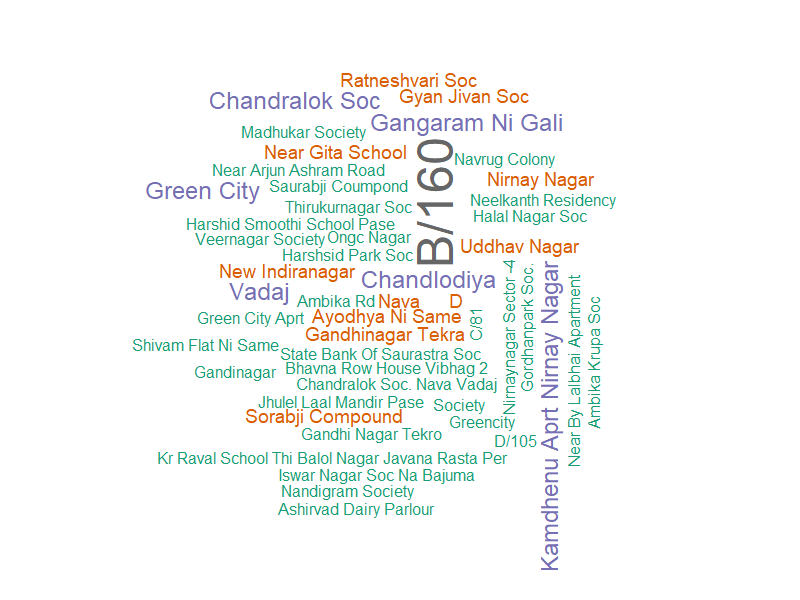 Ratneshvari Soc
Chandralok Soc
Gyan Jivan Soc
Gangaram Ni Gali
Madhukar Society
B/160
Near Gita School
Navrug Colony
Near Arjun Ashram Road
Nirnay Nagar
Green City
Saurabji Coumpond
Neelkanth Residency
Thirukurnagar Soc
Halal Nagar Soc
Harshid Smoothi School Pase
Veernagar Society
Ongc Nagar
Uddhav Nagar
Harshsid Park Soc
New Indiranagar
Chandlodiya
Vadaj
Ambika Rd
Nava
D
Green City Aprt
Ayodhya Ni Same
C/81
Nirnaynagar Sector -4
Gordhanpark Soc.
Kamdhenu Aprt Nirnay Nagar
Near By Lalbhai Apartment
Ambika Krupa Soc
Gandhinagar Tekra
Shivam Flat Ni Same
State Bank Of Saurastra Soc
Gandinagar
Bhavna Row House Vibhag 2
Chandralok Soc. Nava Vadaj
Jhulel Laal Mandir Pase
Society
Sorabji Compound
Greencity
Gandhi Nagar Tekro
D/105
Kr Raval School Thi Balol Nagar Javana Rasta Per
Iswar Nagar Soc Na Bajuma
Nandigram Society
Ashirvad Dairy Parlour